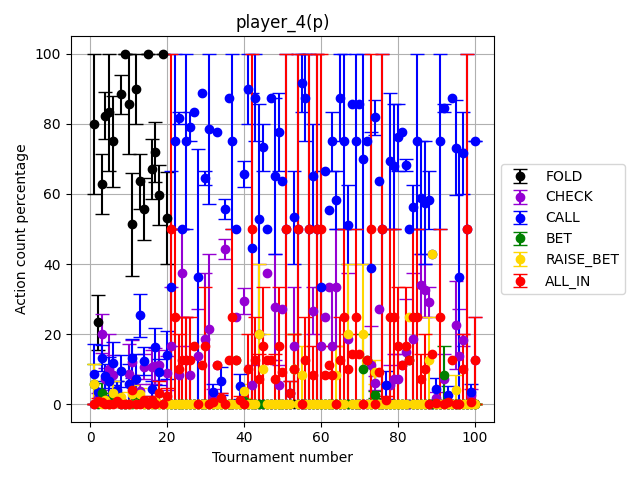 player_4(p)
Action count percentage
100
80
60
40
20
0
0
20
40
60
80
100
Tournament number
FOLD
CHECK
CALL
BET
RAISE_BET
ALL_IN